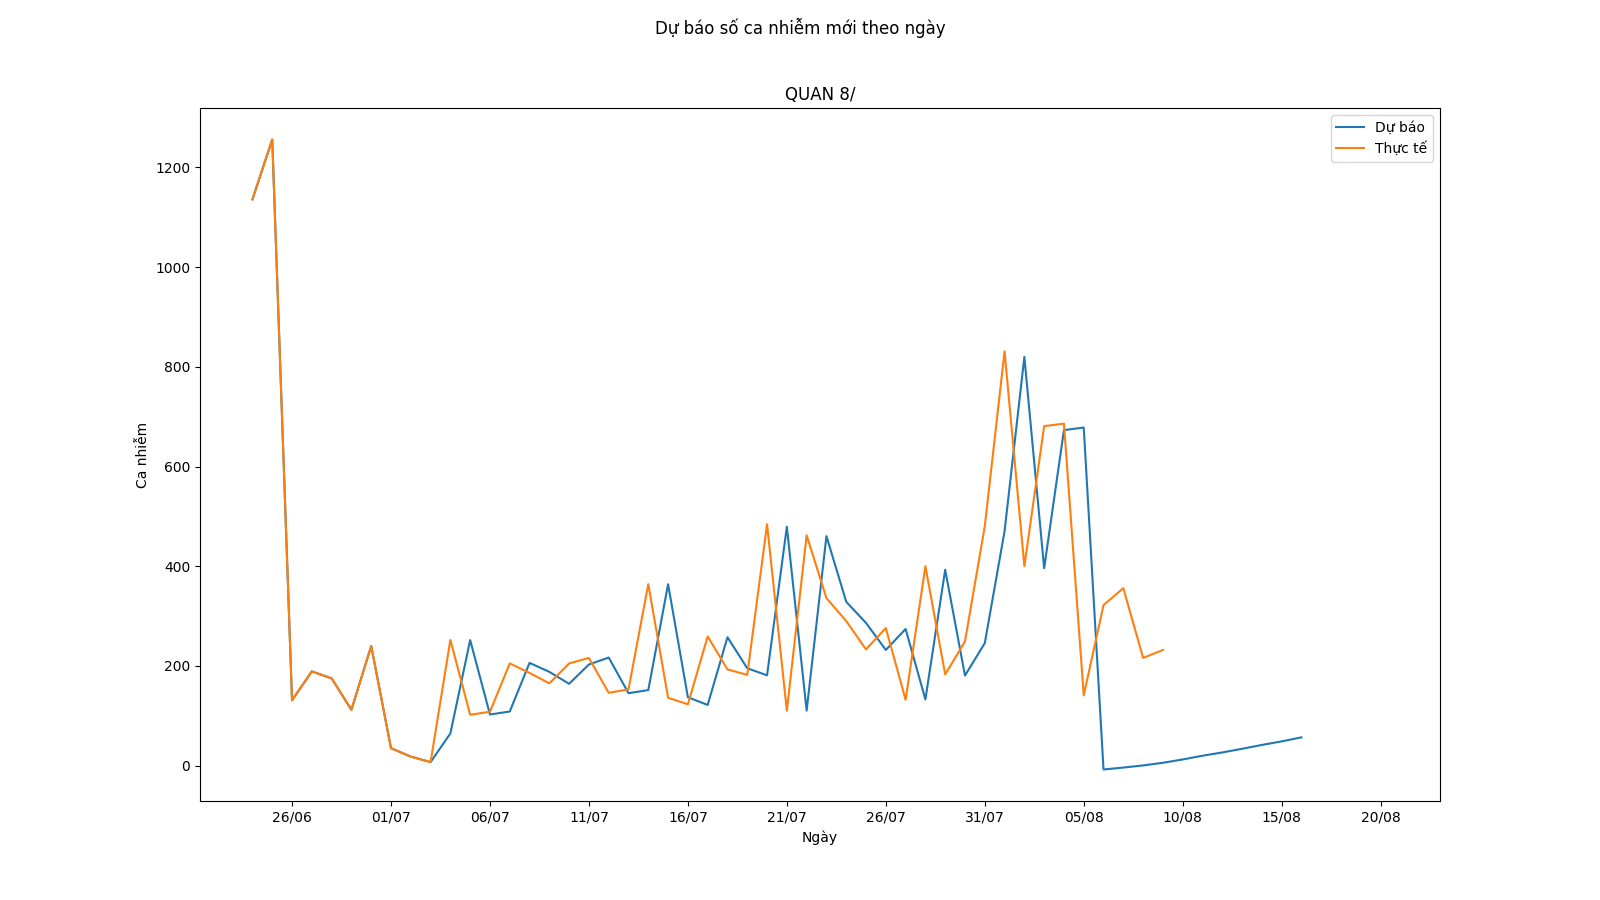 Dự báo số ca nhiễm mới theo ngày
QUAN 8/
Dự báo
Thực tế
1200
1000
800
600
400
200
0
Ca nhiễm
26/06 01/07 06/07 11/07 16/07 21/07 26/07 31/07 05/08 10/08 15/08 20/08
Ngày